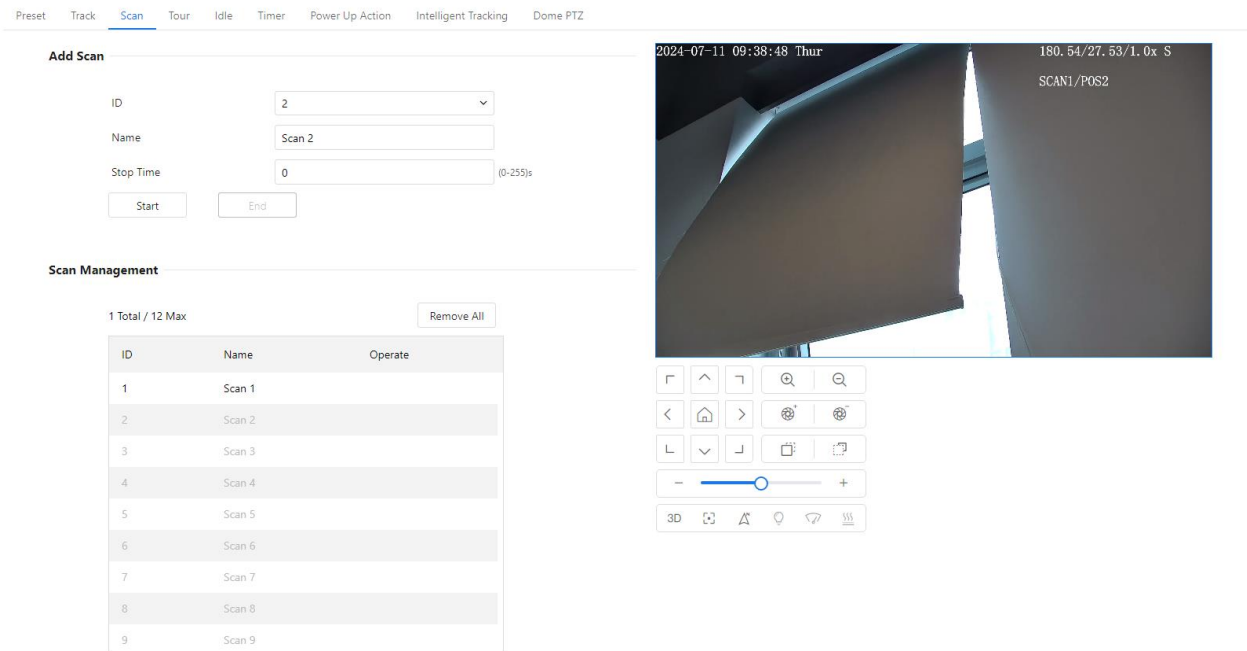 Preset Track Scan Tour Idle Timer Power Up Action Intelligent Tracking Dome PTZ
Add Scan
ID 2
Name Scan 2
Stop Time 0 (0-255)s
Start End
Scan Management
1 Total / 12 Max Remove All
ID Name Operate
1 Scan 1
2 Scan 2
3 Scan 3
4 Scan 4
5 Scan 5
6 Scan 6
7 Scan 7
8 Scan 8
9 Scan 9
2024-07-11 09:38:48 Thur 180.54/27.53/1.0x S
SCAN1/POS2
3D